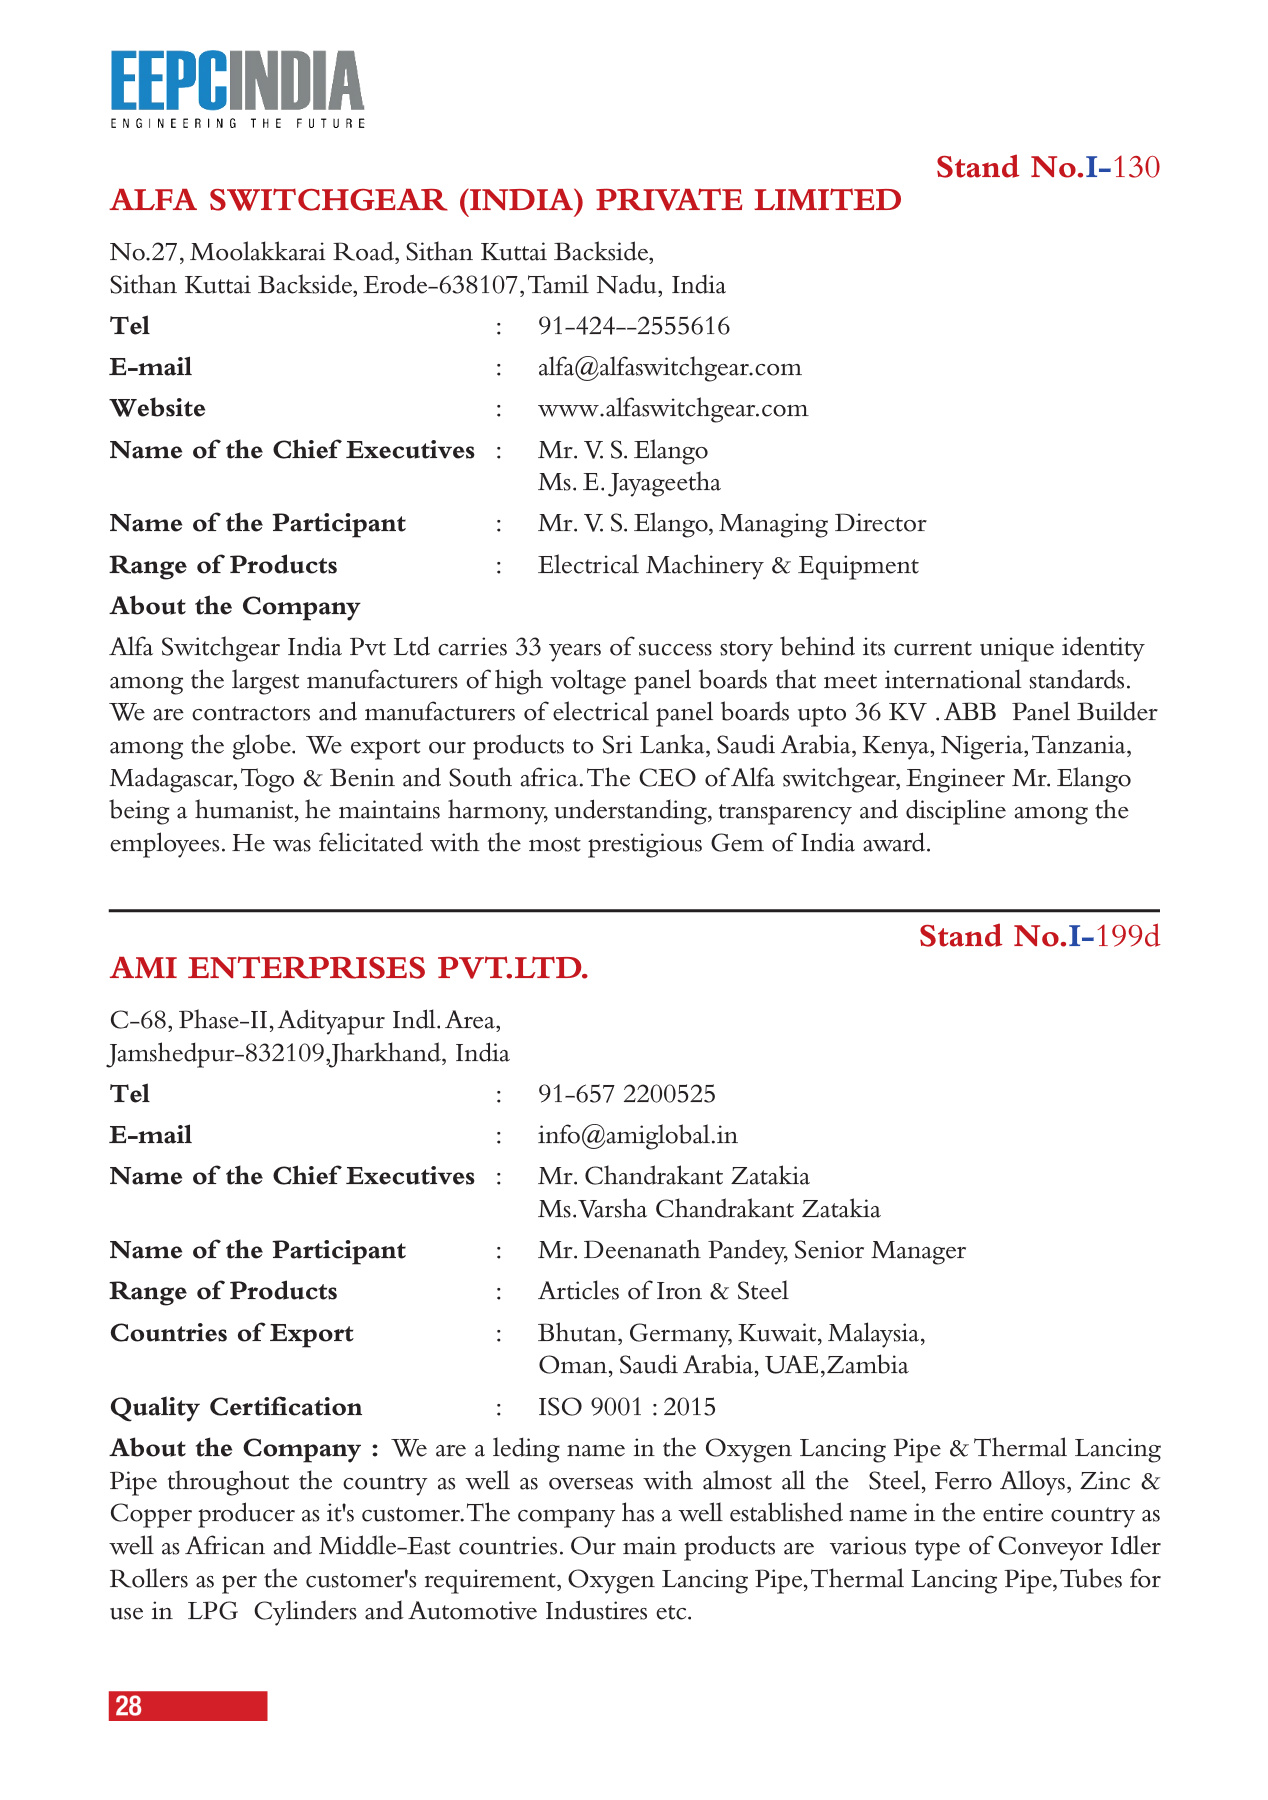 EEPCINDIA
ENGINEERING THE FUTURE
Stand No.I-130
ALFA SWITCHGEAR (INDIA) PRIVATE LIMITED
No.27, Moolakkarai Road, Sithan Kuttai Backside,
Sithan Kuttai Backside, Erode-638107, Tamil Nadu, India
Tel : 91-424--2555616
E-mail : alfa@alfaswitchgear.com
Website : www.alfaswitchgear.com
Name of the Chief Executives : Mr. V. S. Elango
Ms. E. Jayageetha
Name of the Participant : Mr. V. S. Elango, Managing Director
Range of Products : Electrical Machinery & Equipment
About the Company
Alfa Switchgear India Pvt Ltd carries 33 years of success story behind its current unique identity
among the largest manufacturers of high voltage panel boards that meet international standards.
We are contractors and manufacturers of electrical panel boards upto 36 KV . ABB Panel Builder
among the globe. We export our products to Sri Lanka, Saudi Arabia, Kenya, Nigeria, Tanzania,
Madagascar, Togo & Benin and South africa. The CEO of Alfa switchgear, Engineer Mr. Elango
being a humanist, he maintains harmony, understanding, transparency and discipline among the
employees. He was felicitated with the most prestigious Gem of India award.
Stand No.I-199d
AMI ENTERPRISES PVT.LTD.
C-68, Phase-II, Adityapur Indl. Area,
Jamshedpur-832109,Jharkhand, India
Tel : 91-657 2200525
E-mail : info@amiglobal.in
Name of the Chief Executives : Mr. Chandrakant Zatakia
Ms. Varsha Chandrakant Zatakia
Name of the Participant : Mr. Deenanath Pandey, Senior Manager
Range of Products : Articles of Iron & Steel
Countries of Export : Bhutan, Germany, Kuwait, Malaysia,
Oman, Saudi Arabia, UAE,Zambia
Quality Certification : ISO 9001 : 2015
About the Company : We are a leding name in the Oxygen Lancing Pipe & Thermal Lancing
Pipe throughout the country as well as overseas with almost all the Steel, Ferro Alloys, Zinc &
Copper producer as it's customer. The company has a well established name in the entire country as
well as African and Middle-East countries. Our main products are various type of Conveyor Idler
Rollers as per the customer's requirement, Oxygen Lancing Pipe, Thermal Lancing Pipe, Tubes for
use in LPG Cylinders and Automotive Industires etc.
28